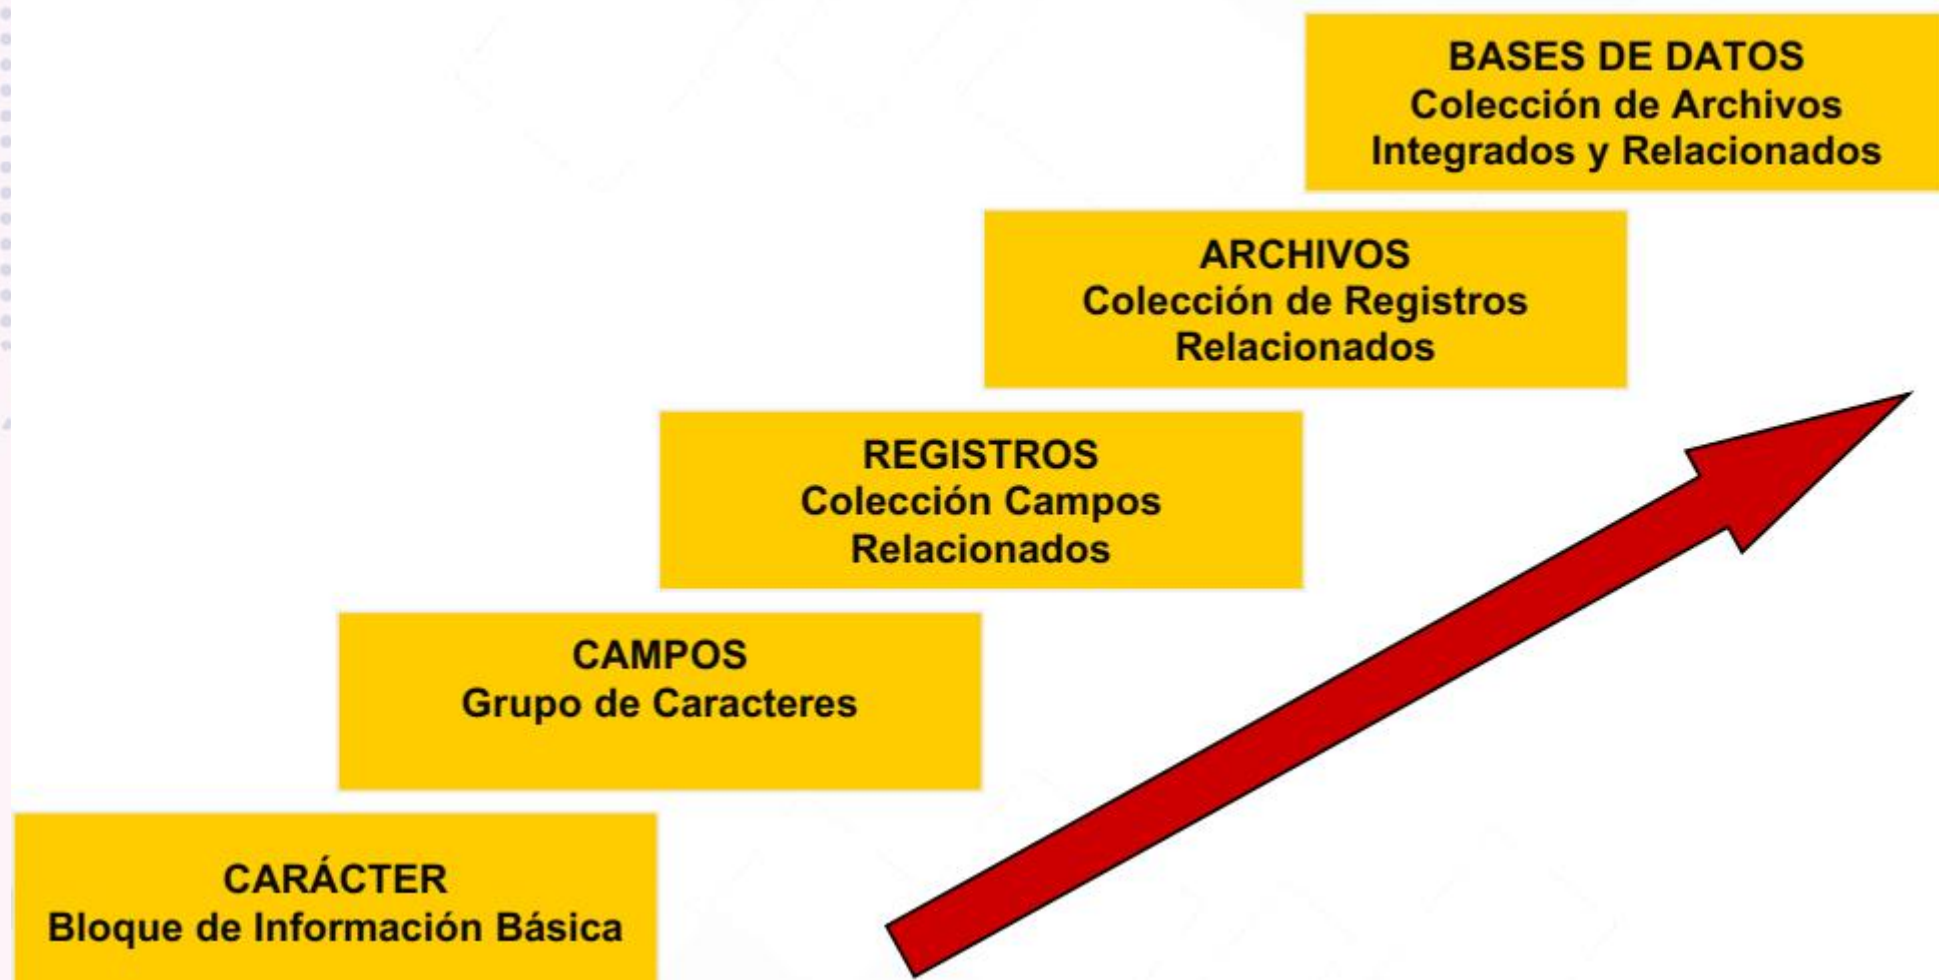 BASES DE DATOS
Colección de Archivos
Integrados y Relacionados
ARCHIVOS
Colección de Registros
Relacionados
REGISTROS
Colección Campos
Relacionados
CAMPOS
Grupo de Caracteres
CARÁCTER
Bloque de Información Básica